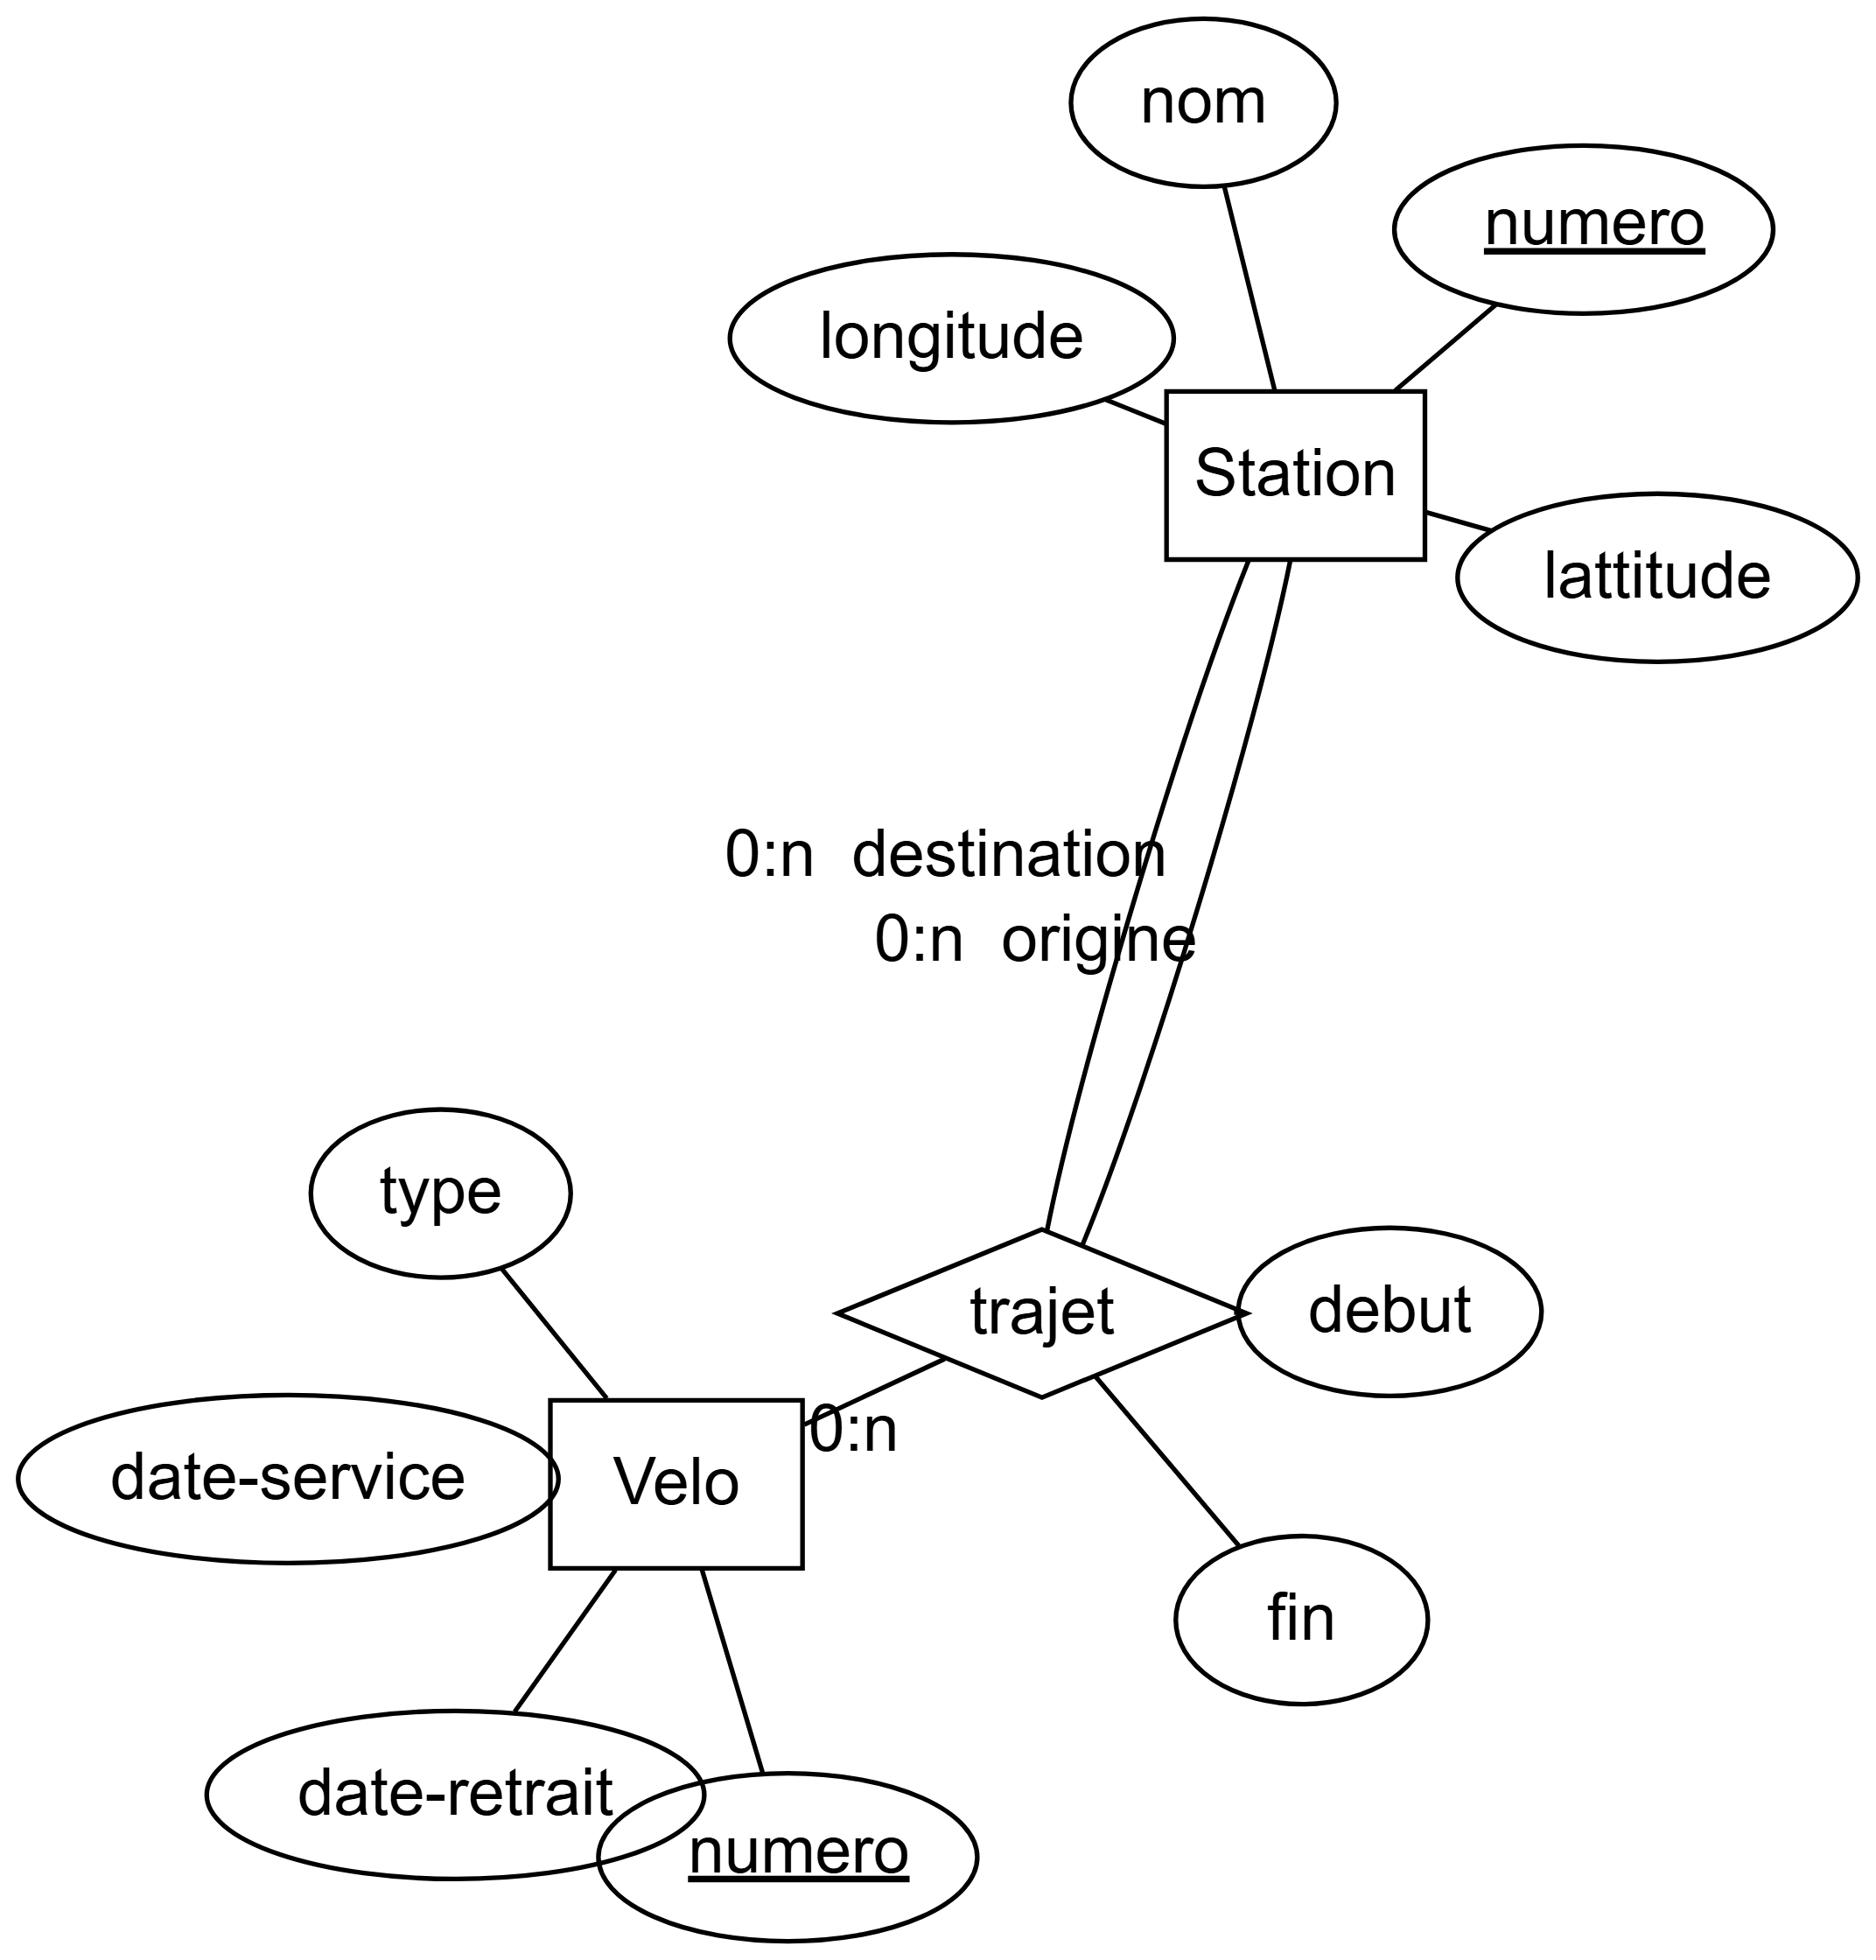 nom
numero
longitude
Station
lattitude
0:n destination
0:n origine
type
trajet
debut
0:n
date-service
Velo
fin
date-retrait
numero